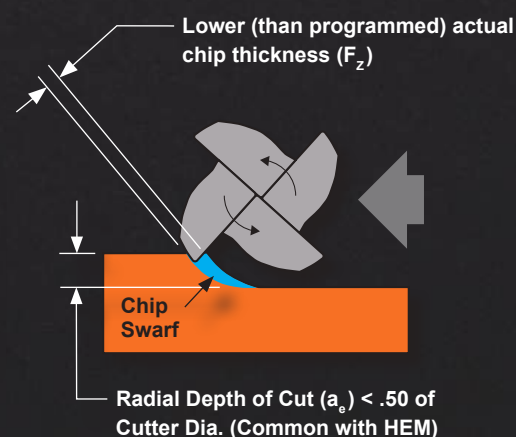 Lower (than programmed) actual
chip thickness (Fz)
Chip
Swarf
Radial Depth of Cut (ae) < .50 of
Cutter Dia. (Common with HEM)